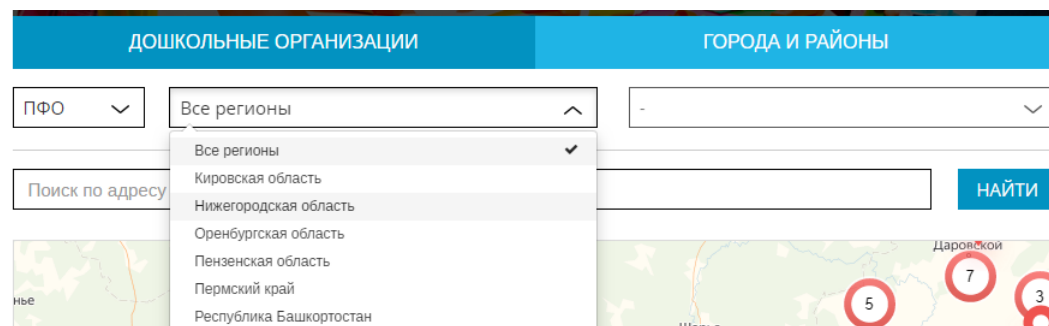 ДОШКОЛЬНЫЕ ОРГАНИЗАЦИИ
ГОРОДА И РАЙОНЫ
ПФО
Все регионы
-
Все регионы
Кировская область
Нижегородская область
Оренбургская область
Пензенская область
Пермский край
Республика Башкортостан
Поиск по адресу
НАЙТИ
Даровской
7
5
3
нье